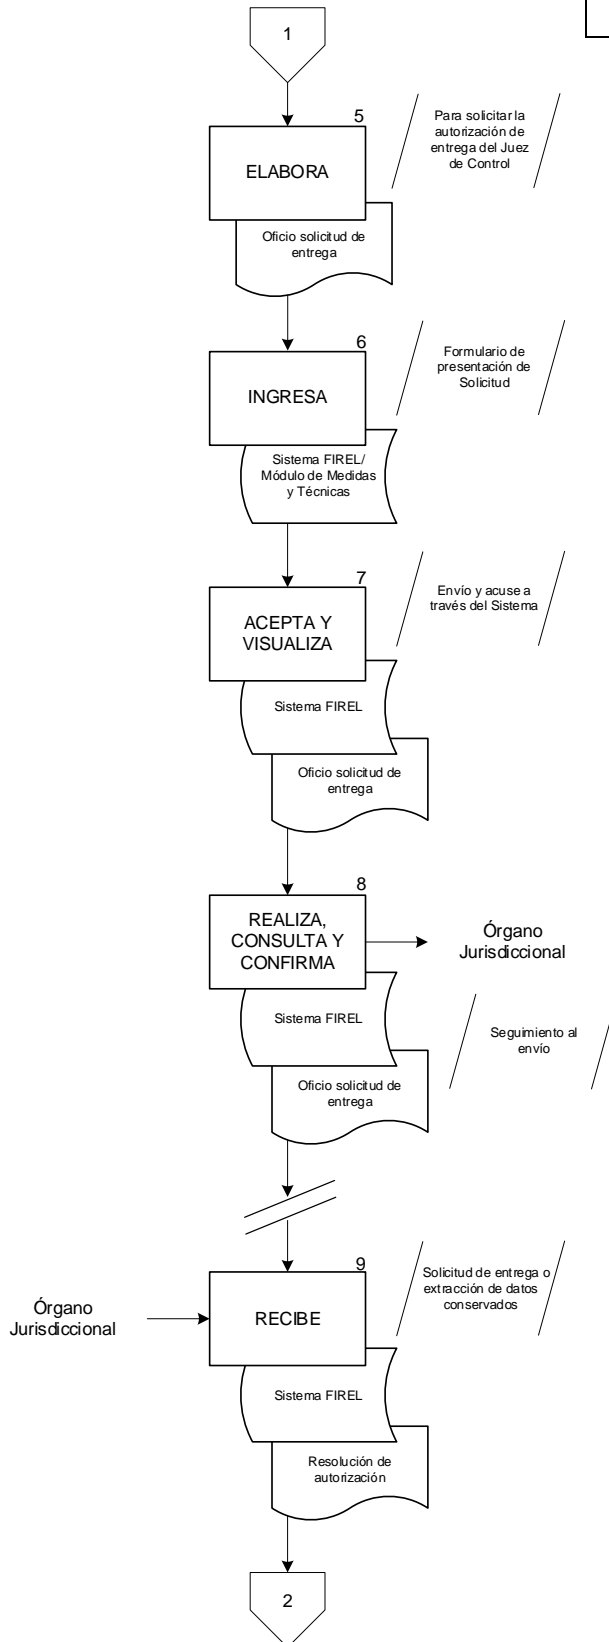 1
5
Para solicitar la
autorización de
entrega del Juez
de Control
ELABORA
Oficio solicitud de
entrega
6
Formulario de
presentación de
Solicitud
INGRESA
Sistema FIREL/
Módulo de Medidas
y Técnicas
7
Envío y acuse a
través del Sistema
ACEPTA Y
VISUALIZA
Sistema FIREL
Oficio solicitud de
entrega
8
REALIZA,
CONSULTA Y
CONFIRMA
Órgano
Jurisdiccional
Sistema FIREL
Seguimiento al
envío
Oficio solicitud de
entrega
9
Solicitud de entrega o
extracción de datos
conservados
Órgano
Jurisdiccional
RECIBE
Sistema FIREL
Resolución de
autorización
2